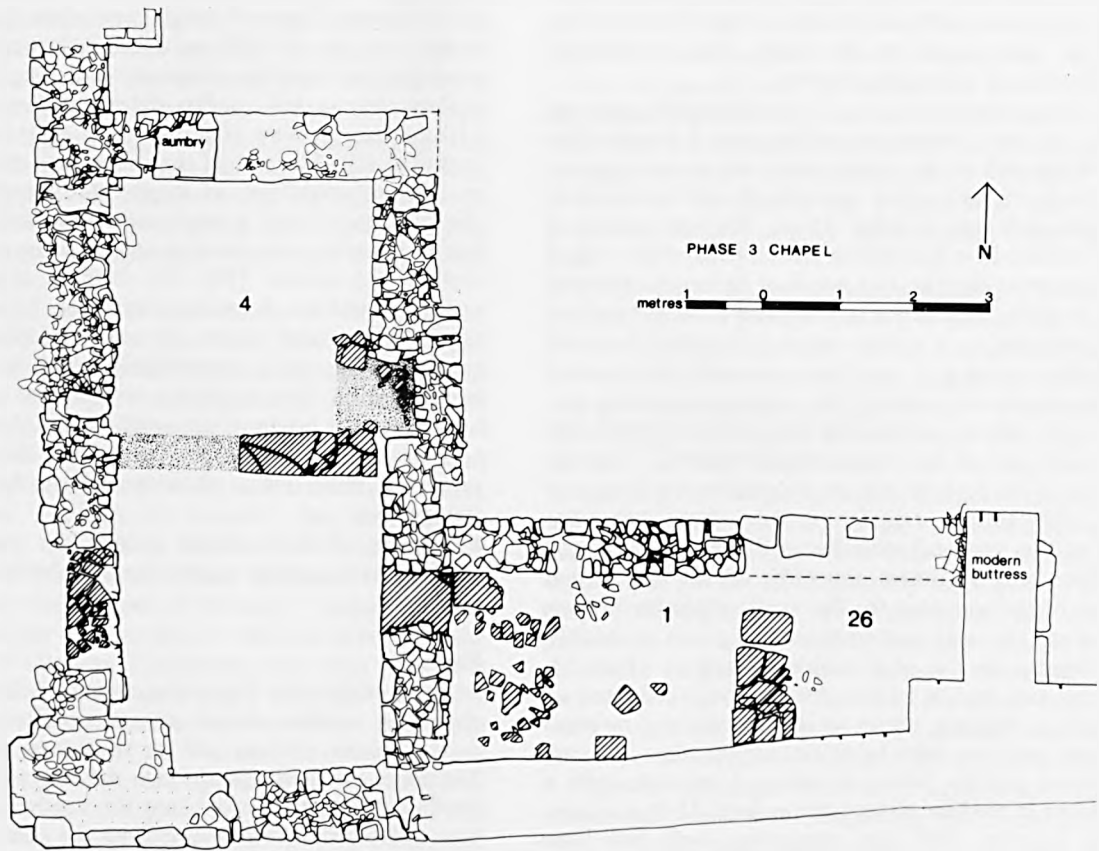 aumbry
N
PHASE 3 CHAPEL
4
metres 1 0 1 2 3
modern
buttress
1
26